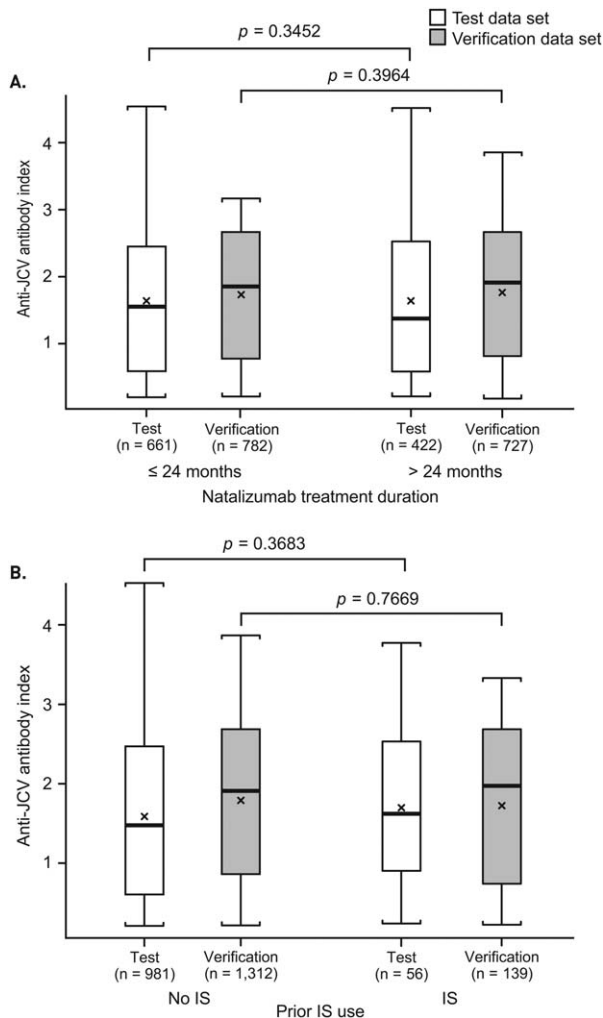 Test data set
Verification data set
p = 0.3452
p = 0.3964
A.
Anti-JCV antibody index
4
3
2
1
× × × ×
Test Verification Test Verification
(n = 661) (n = 782) (n = 422) (n = 727)
≤ 24 months > 24 months
Natalizumab treatment duration
B.
p = 0.3683
p = 0.7669
Anti-JCV antibody index
4
3
2
1
× × × ×
Test Verification Test Verification
(n = 981) (n = 1,312) (n = 56) (n = 139)
No IS IS
Prior IS use